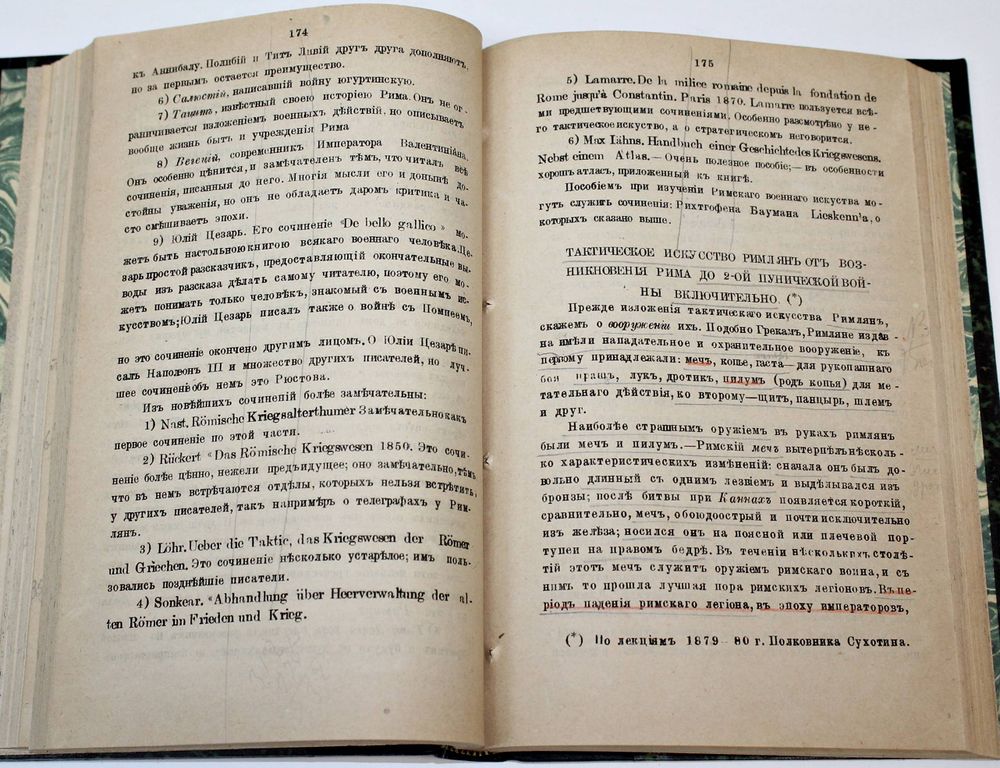 174
къ Аннибалу. Полибій и Титъ Ливій другъ друга дополняютъ,
но за первымъ остается преимущество.
6) Салюстій, написавшій войну югуртинскую.
7) Тацитъ, извѣстный своею исторіею Рима. Онъ не ог-
раничивается изложеніемъ военныхъ дѣйствій, но описываетъ
вообще жизнь быт и учрежденія Рима
8) Вегецій, современникъ Императора Валентиніана.
Онъ особенно цѣнится, и замѣчателенъ тѣмъ, что читалъ всѣ
сочиненія, писанныя до него. Многія мысли его и донынѣ до-
стойны уваженія, но онъ не обладаетъ даромъ критика и ча-
сто смѣшиваетъ эпохи.
9) Юлій Цезарь. Его сочиненіе «De bello gallico» мо-
жетъ быть настольною книгою всякаго военнаго человѣка. Це-
зарь простой разсказчикъ, предоставляющій окончательные вы-
воды изъ разсказа дѣлать самому читателю, поэтому его мо-
жетъ понимать только человѣкъ, знакомый съ военнымъ ис-
кусствомъ; Юлій Цезарь писалъ также о войнѣ съ Помпеемъ,
но это сочиненіе окончено другимъ лицомъ. О Юліи Цезарѣ пи-
салъ Наполеонъ III и множество другихъ писателей, но луч-
шее сочиненіе объ немъ это Рюстова.
Изъ новѣйшихъ сочиненій болѣе замѣчательны:
1) Nast. Römische Kriegsalterthumer Замѣчательно какъ
первое сочиненіе по этой части.
2) Rückert «Das Römische Kriegswesen 1850. Это сочи-
неніе болѣе цѣнно, нежели предъидущее; оно замѣчательно, тѣмъ
что въ немъ встрѣчаются отдѣлы, которыхъ нельзя встрѣтить,
у другихъ писателей, такъ напримѣръ о телеграфахъ у Рим-
лянъ.
3) Löhr. Ueber die Taktic, das Kriegswesen der Römer
und Griechen. Это сочиненіе нѣсколько устарѣлое; имъ поль-
зовались позднѣйшіе писатели.
4) Sonkear. «Abhandlung über Heerverwaltung der al-
ten Römer im Frieden und Krieg.
175
5) Lamarre. De la milice romaine depuis la fondation de
Rome jusqu'à Constantin. Paris 1870. Lamarre пользуется всѣ-
ми предшествующими сочиненіями. Особенно разсмотрѣно у не-
го тактическое искуство, а о стратегическомъ неговорится.
6) Max Iähns. Handbuch einer Geschichte des Kriegswesens.
Nebst einem Atlas.— Очень полезное пособіе;— въ особенности
хорошъ атласъ, приложенный къ книгѣ.
Пособіемъ при изученіи Римскаго военнаго искуства мо-
гутъ служить сочиненія: Рихтгофена Баумана Lieskenn'а, о
которыхъ сказано выше.
ТАКТИЧЕСКОЕ ИСКУССТВО РИМЛЯНЪ ОТЪ ВОЗ-
НИКНОВЕНІЯ РИМА ДО 2-ОЙ ПУНИЧЕСКОЙ ВОЙ-
НЫ ВКЛЮЧИТЕЛЬНО. (*)
Прежде изложенія тактическаго искуства Римлянъ,
скажемъ о вооруженіи ихъ. Подобно Грекамъ, Римляне издав-
на имѣли нападательное и охранительное вооруженіе, къ
первому принадлежали: мечъ, копье, гаста—для рукопашнаго
боя пращъ, лукъ, дротикъ, пилумъ (родъ копья) для ме-
тательнаго дѣйствія, ко второму—щитъ, панцырь, шлемъ
и друг.
Наиболѣе страшнымъ оружіемъ въ рукахъ римлянъ
были мечъ и пилумъ.—Римскій мечъ вытерпѣлъ нѣсколь-
ко характеристическихъ измѣненій: сначала онъ былъ до-
вольно длинный съ однимъ лезвіемъ и выдѣлывался изъ
бронзы; послѣ битвы при Каннахъ появляется короткій,
сравнительно, мечъ, обоюдоострый и почти исключительно
изъ желѣза; носился онъ на поясной или плечевой пор-
тупеи на правомъ бедрѣ. Въ теченіи нѣсколькихъ столѣ-
тій этотъ мечъ служитъ оружіемъ римскаго воина, и съ
нимъ то прошла лучшая пора римскихъ легіоновъ. Въ пе-
ріодъ паденія римскаго легіона, въ эпоху императоровъ,
(*) По лекціямъ 1879—80 г. Полковника Сухотина.